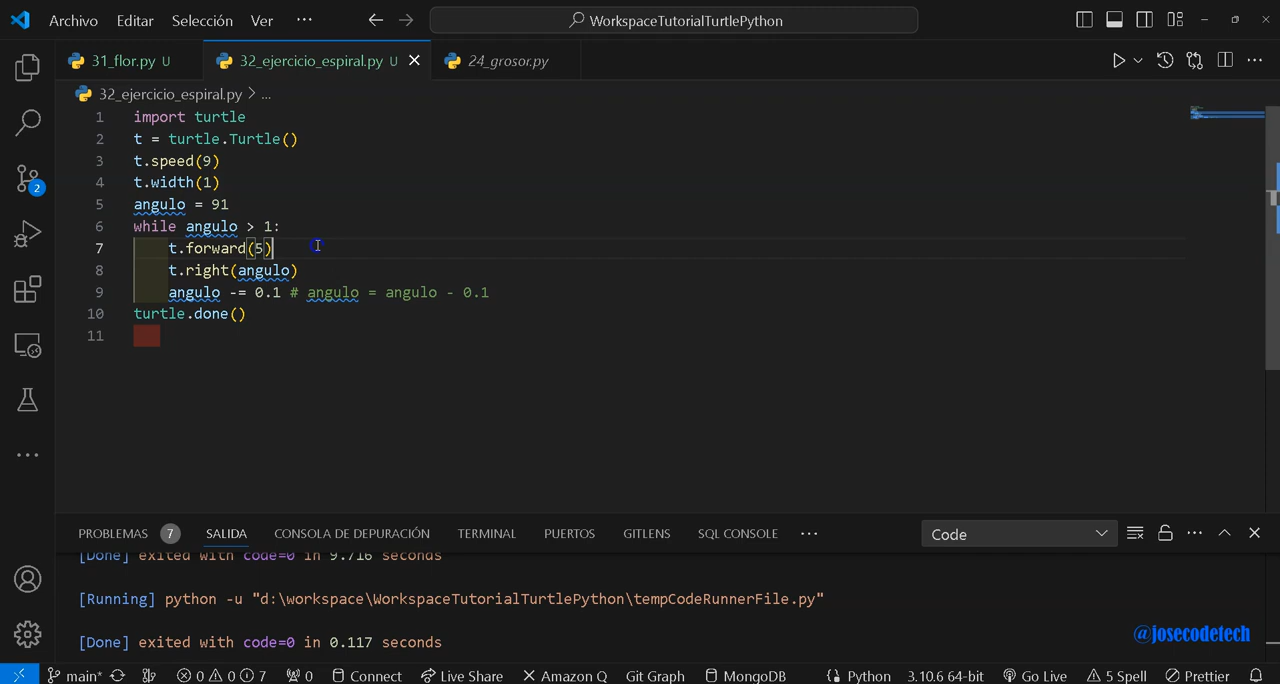 Archivo Editar Selección Ver ··· WorkspaceTutorialTurtlePython
31_flor.py U 32_ejercicio_espiral.py U 24_grosor.py
32_ejercicio_espiral.py > ...
1 import turtle
2 t = turtle.Turtle()
3 t.speed(9)
4 t.width(1)
5 angulo = 91
6 while angulo > 1:
7 t.forward(5)
8 t.right(angulo)
9 angulo -= 0.1 # angulo = angulo - 0.1
10 turtle.done()
11
2
PROBLEMAS 7 SALIDA CONSOLA DE DEPURACIÓN TERMINAL PUERTOS GITLENS SQL CONSOLE ··· Code
[Done] exited with code=0 in 9.716 seconds
[Running] python -u "d:\workspace\WorkspaceTutorialTurtlePython\tempCodeRunnerFile.py"
[Done] exited with code=0 in 0.117 seconds
@josecodetech
main* 0 0 7 0 Connect Live Share Amazon Q Git Graph MongoDB Python 3.10.6 64-bit Go Live 5 Spell Prettier